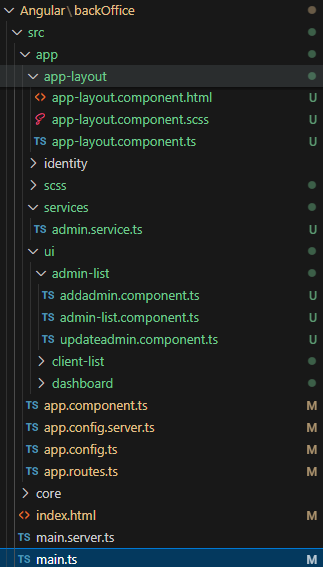 Angular\backOffice
src
app
app-layout
app-layout.component.html U
app-layout.component.scss U
TS app-layout.component.ts U
identity
scss
services
TS admin.service.ts U
ui
admin-list
TS addadmin.component.ts U
TS admin-list.component.ts U
TS updateadmin.component.ts U
client-list
dashboard
TS app.component.ts M
TS app.config.server.ts M
TS app.config.ts M
TS app.routes.ts M
core
index.html M
TS main.server.ts
TS main.ts M